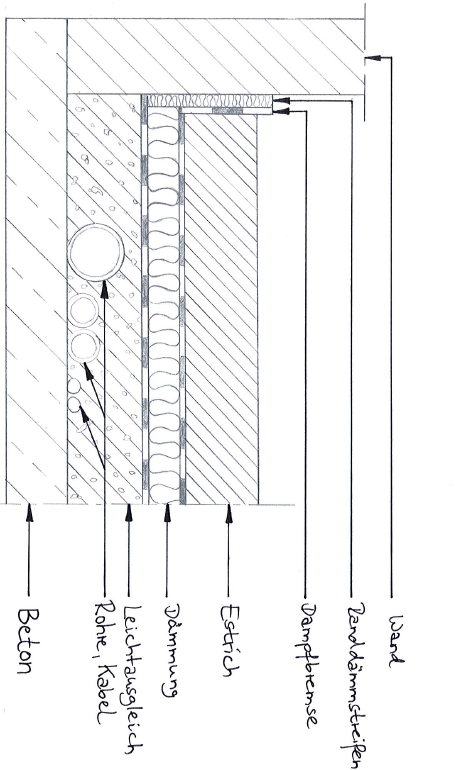 Wand
Randdämmstreifen
Dampfbremse
Estrich
Dämmung
Leichtausgleich
Rohre, Kabel
Beton